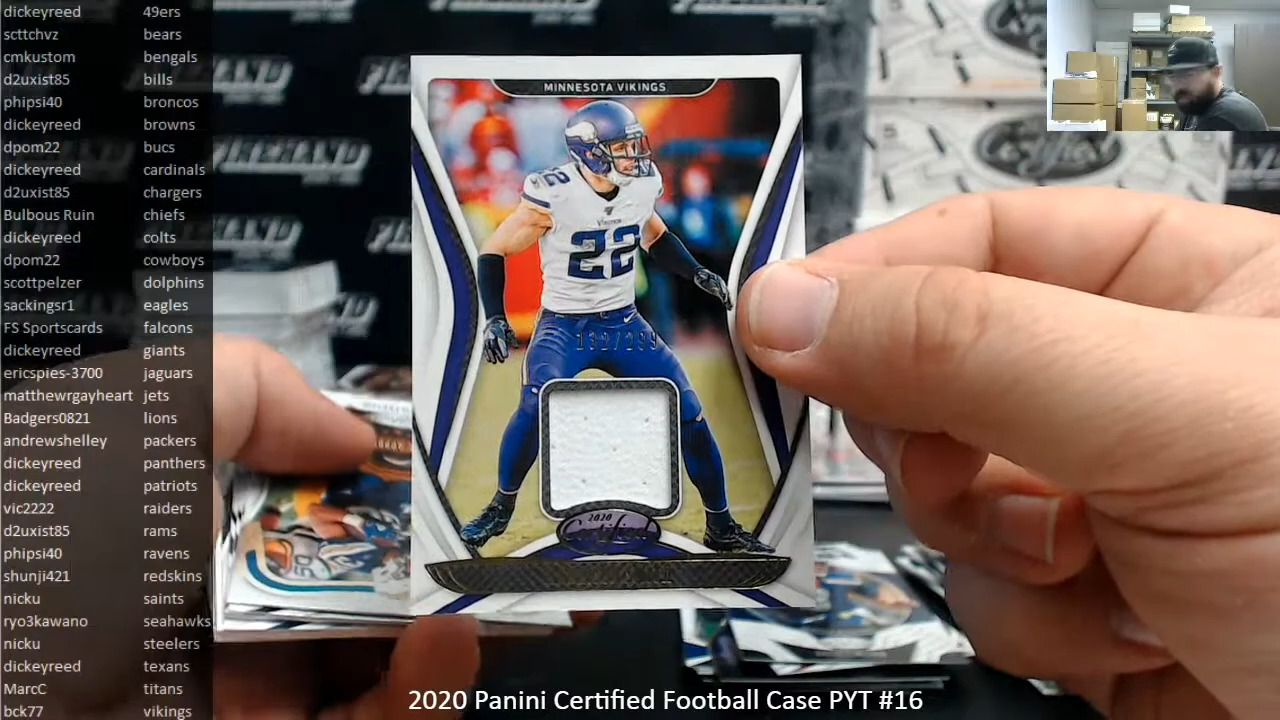 dickeyreed 49ers
scttchvz bears
cmkustom bengals
d2uxist85 bills
phipsi40 broncos
dickeyreed browns
dpom22 bucs
dickeyreed cardinals
d2uxist85 chargers
Bulbous Ruin chiefs
dickeyreed colts
dpom22 cowboys
scottpelzer dolphins
sackingsr1 eagles
FS Sportscards falcons
dickeyreed giants
ericspies-3700 jaguars
matthewrgayheart jets
Badgers0821 lions
andrewshelley packers
dickeyreed panthers
dickeyreed patriots
vic2222 raiders
d2uxist85 rams
phipsi40 ravens
shunji421 redskins
nicku saints
ryo3kawano seahawks
nicku steelers
dickeyreed texans
MarcC titans
bck77 vikings
MINNESOTA VIKINGS
22
22
2020
Certified
2020 Panini Certified Football Case PYT #16